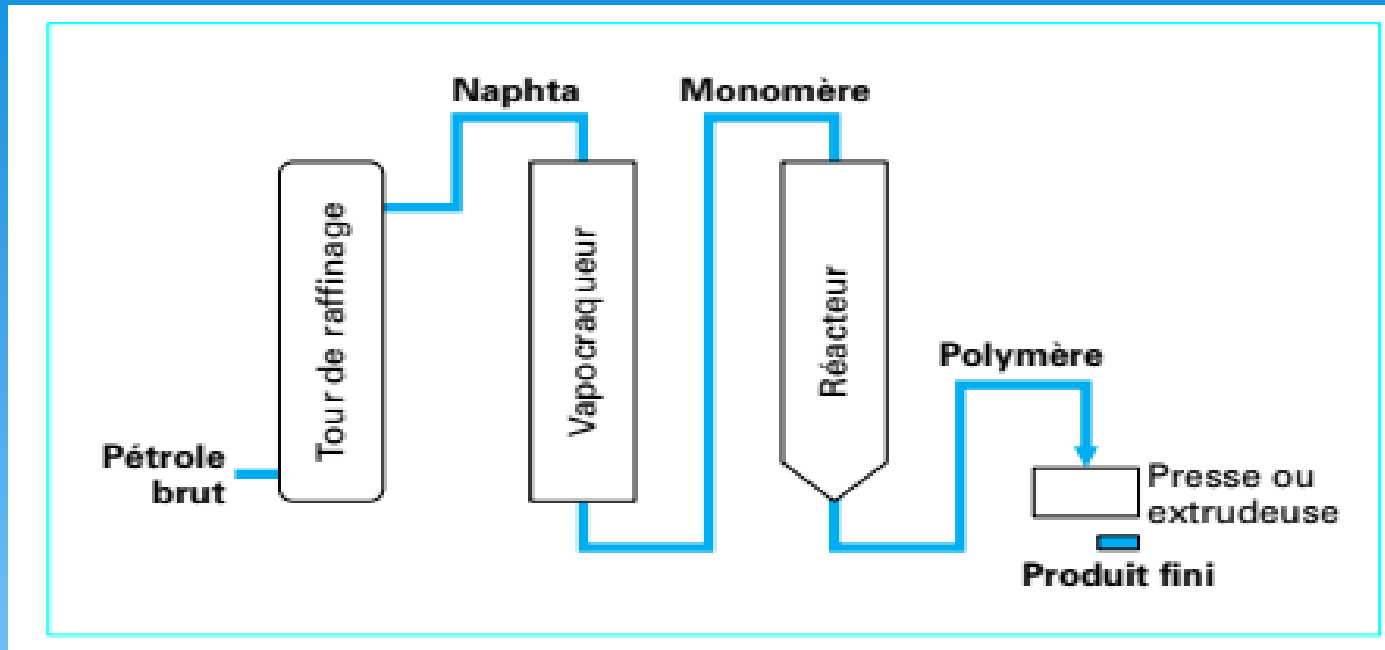 Naphta
Monomère
Tour de raffinage
Vapocraqueur
Réacteur
Polymère
Pétrole
brut
Presse ou
extrudeuse
Produit fini